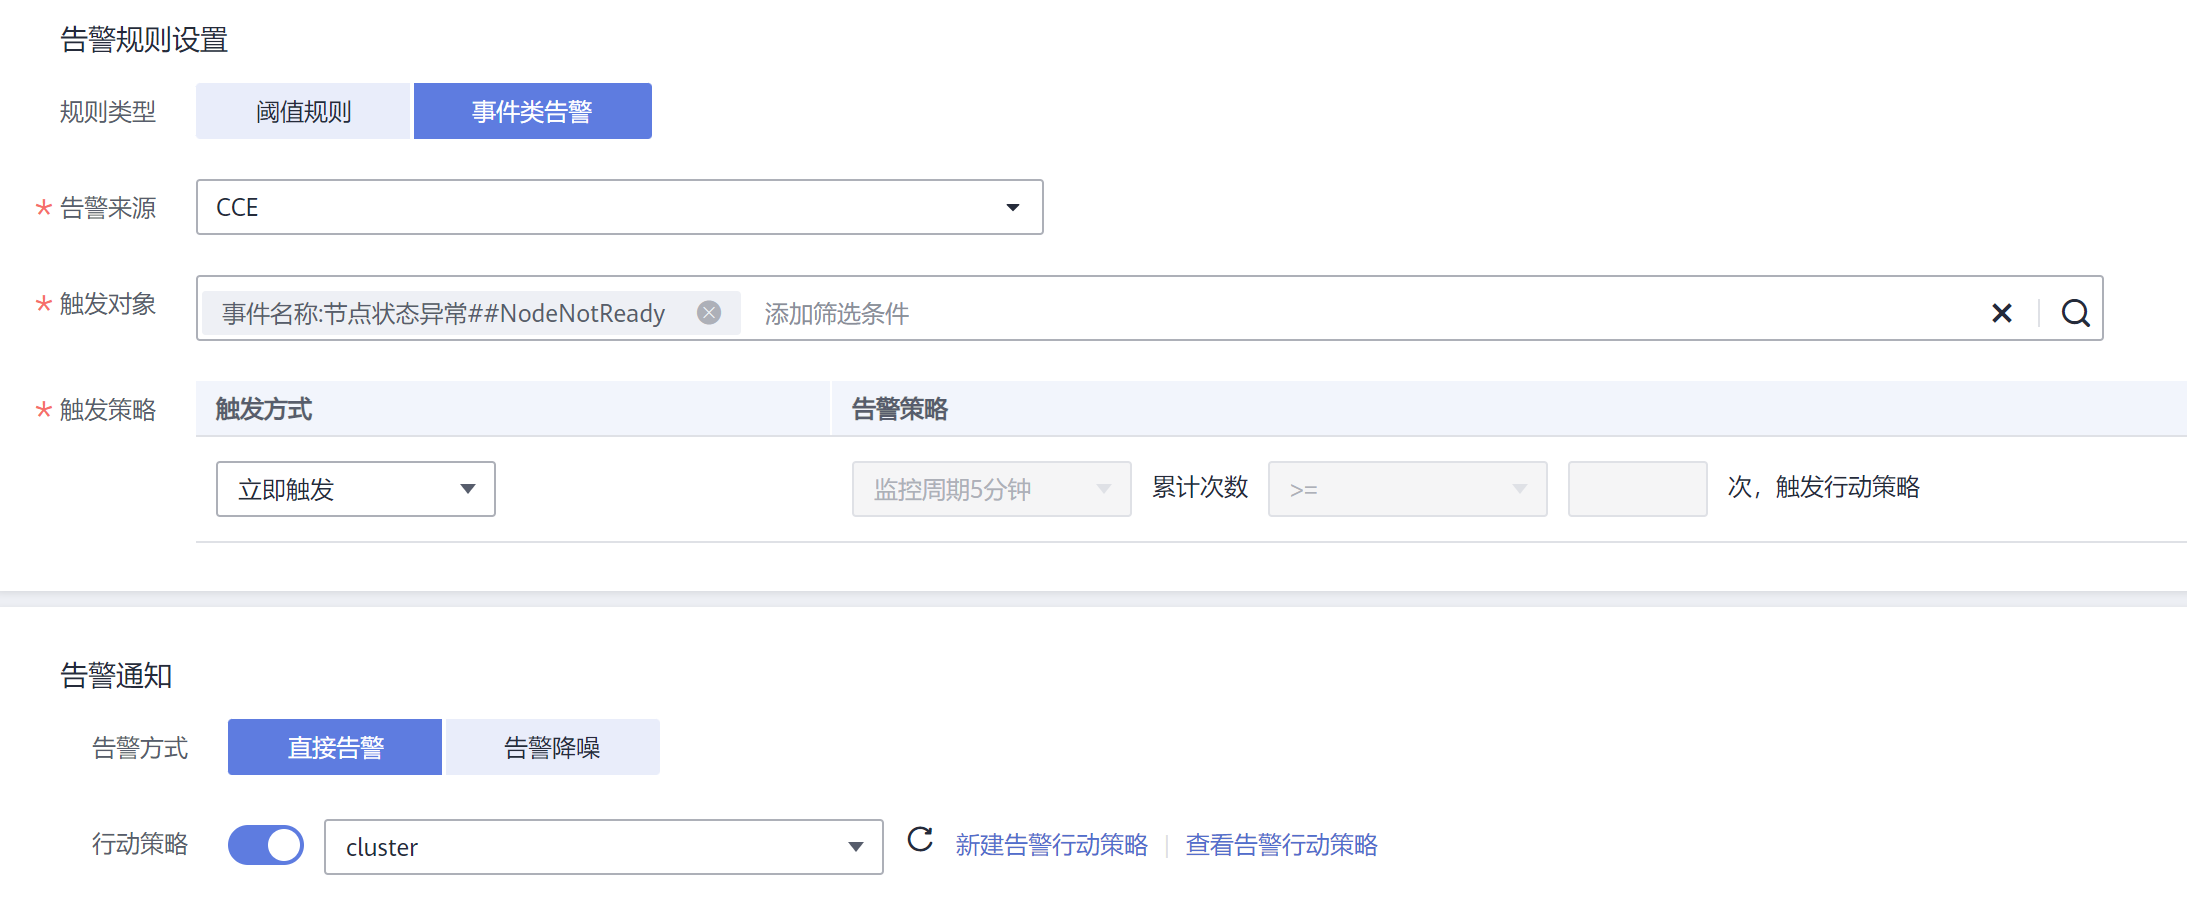 告警规则设置
规则类型 阈值规则 事件类告警
* 告警来源 CCE
* 触发对象 事件名称:节点状态异常##NodeNotReady 添加筛选条件
* 触发策略 触发方式 告警策略
立即触发 监控周期5分钟 累计次数 >= 次，触发行动策略
告警通知
告警方式 直接告警 告警降噪
行动策略 cluster 新建告警行动策略 | 查看告警行动策略